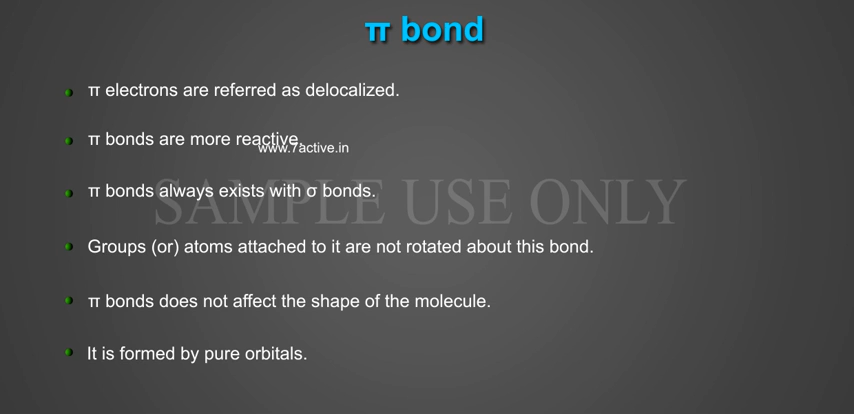 π bond
π electrons are referred as delocalized.
π bonds are more reactive.
www.7active.in
π bonds always exists with σ bonds.
SAMPLE USE ONLY
Groups (or) atoms attached to it are not rotated about this bond.
π bonds does not affect the shape of the molecule.
It is formed by pure orbitals.